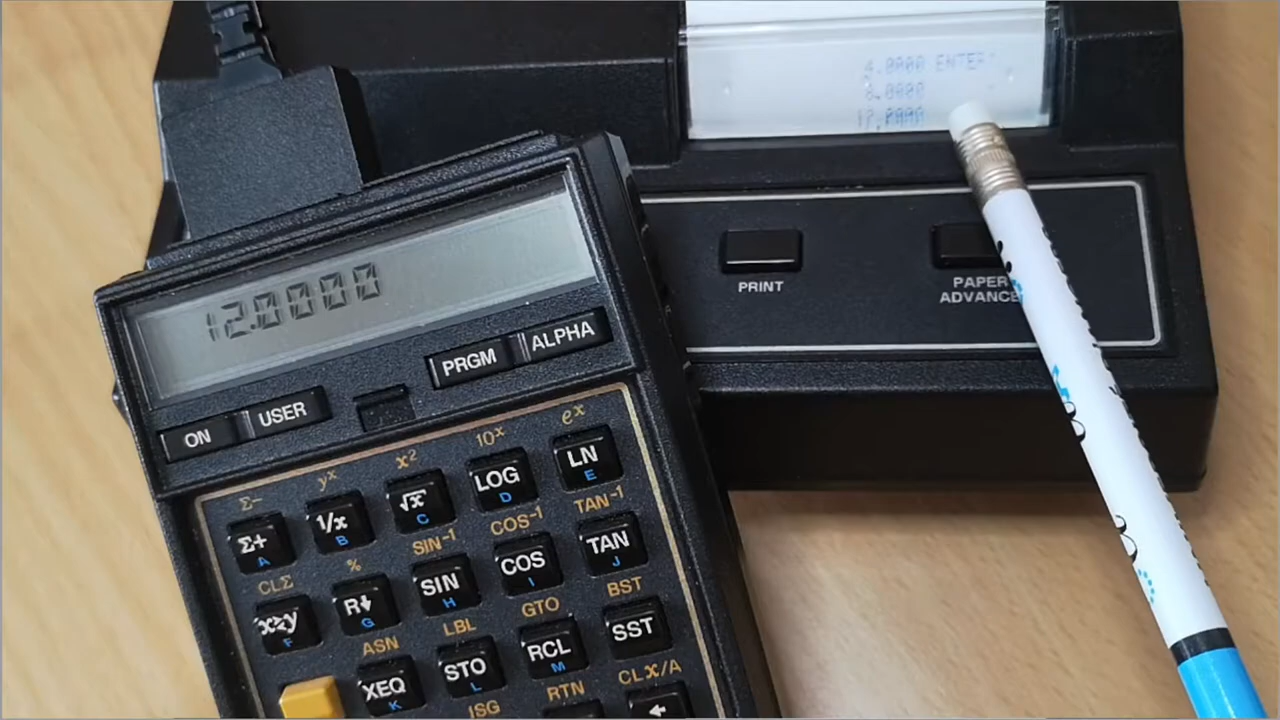 4.0000 ENTER↑
8.0000
12.0000
PRINT
PAPER
ADVANCE
ON
USER
PRGM
ALPHA
Σ− yˣ x² 10ˣ eˣ
Σ+ 1/x √x LOG LN
A B C D E
CLΣ % SIN⁻¹ COS⁻¹ TAN⁻¹
x≷y R↓ SIN COS TAN
F G H I J
ASN LBL GTO BST
XEQ STO RCL SST
K L M
ISG RTN CLx/A
←